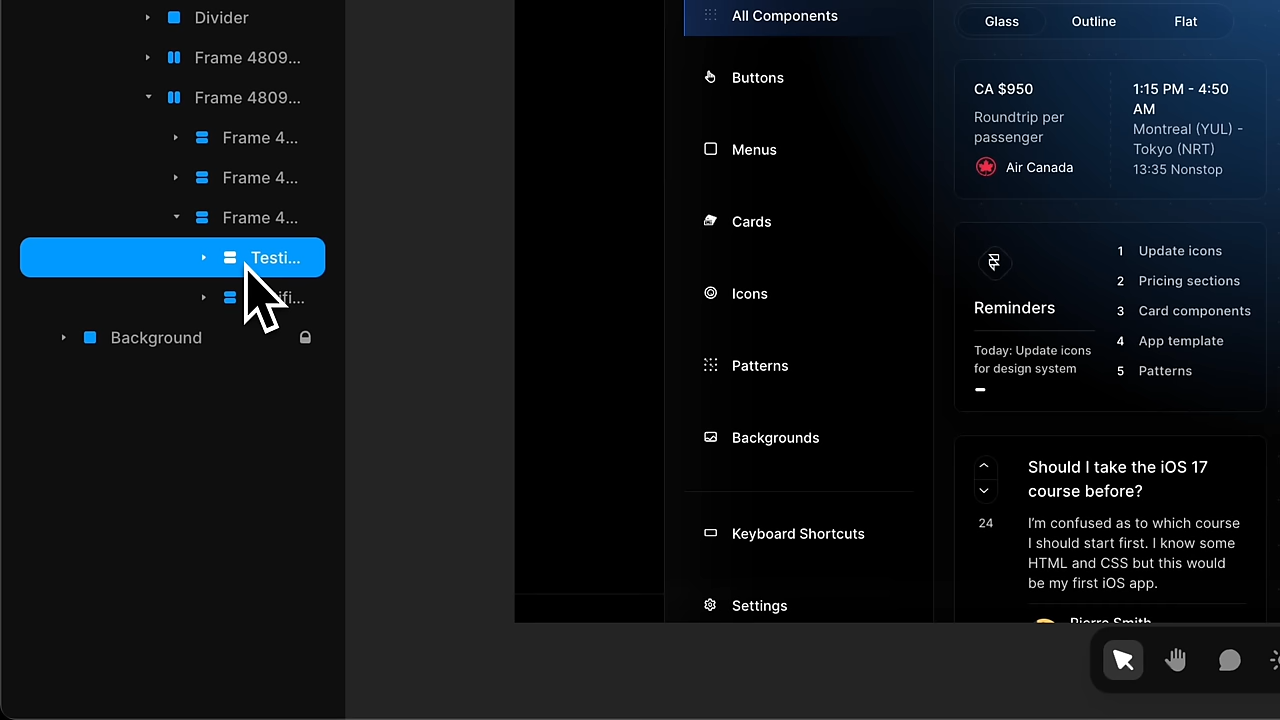 Divider
Frame 4809...
Frame 4809...
Frame 4...
Frame 4...
Frame 4...
Testi...
Background
All Components
Buttons
Menus
Cards
Icons
Patterns
Backgrounds
Keyboard Shortcuts
Settings
Glass
Outline
Flat
CA $950
Roundtrip per
passenger
Air Canada
1:15 PM - 4:50
AM
Montreal (YUL) -
Tokyo (NRT)
13:35 Nonstop
Reminders
Today: Update icons
for design system
1 Update icons
2 Pricing sections
3 Card components
4 App template
5 Patterns
24
Should I take the iOS 17
course before?
I'm confused as to which course
I should start first. I know some
HTML and CSS but this would
be my first iOS app.
Pierre Smith